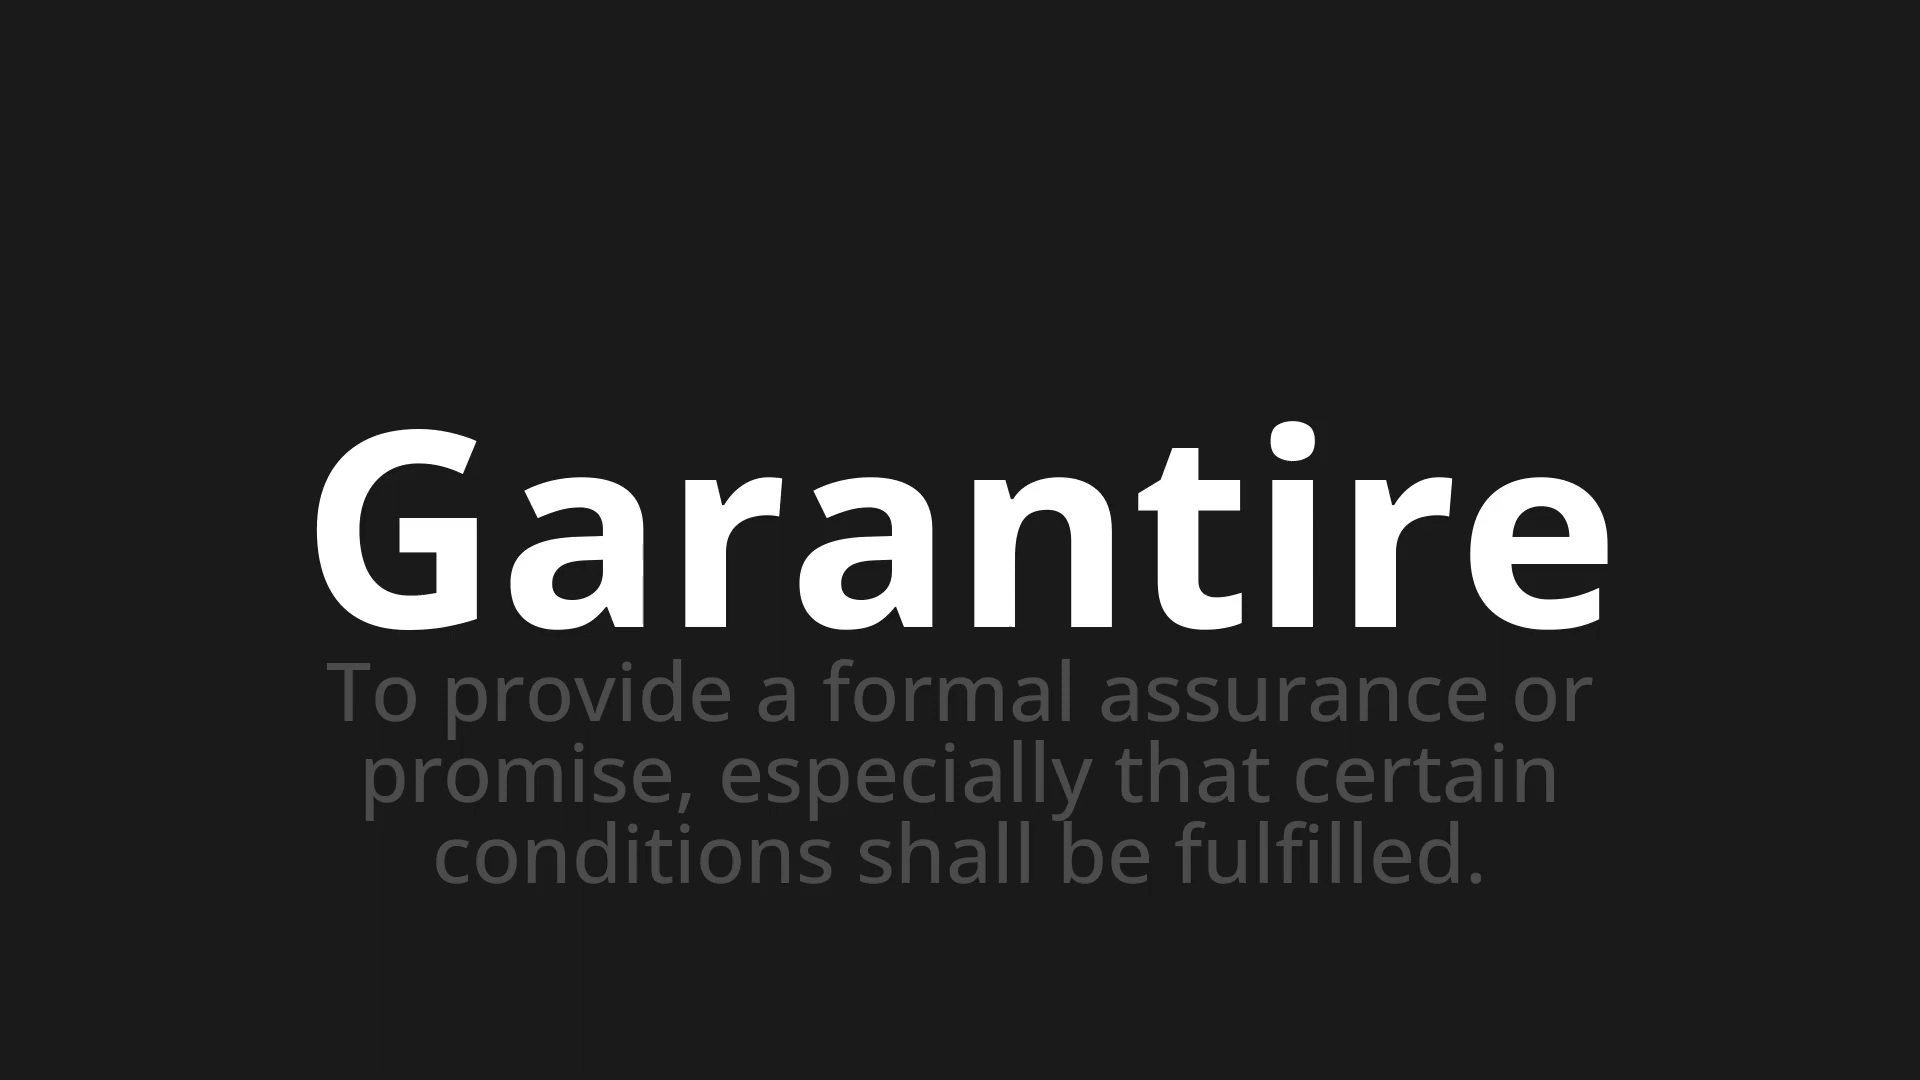 Garantire
To provide a formal assurance or
promise, especially that certain
conditions shall be fulfilled.